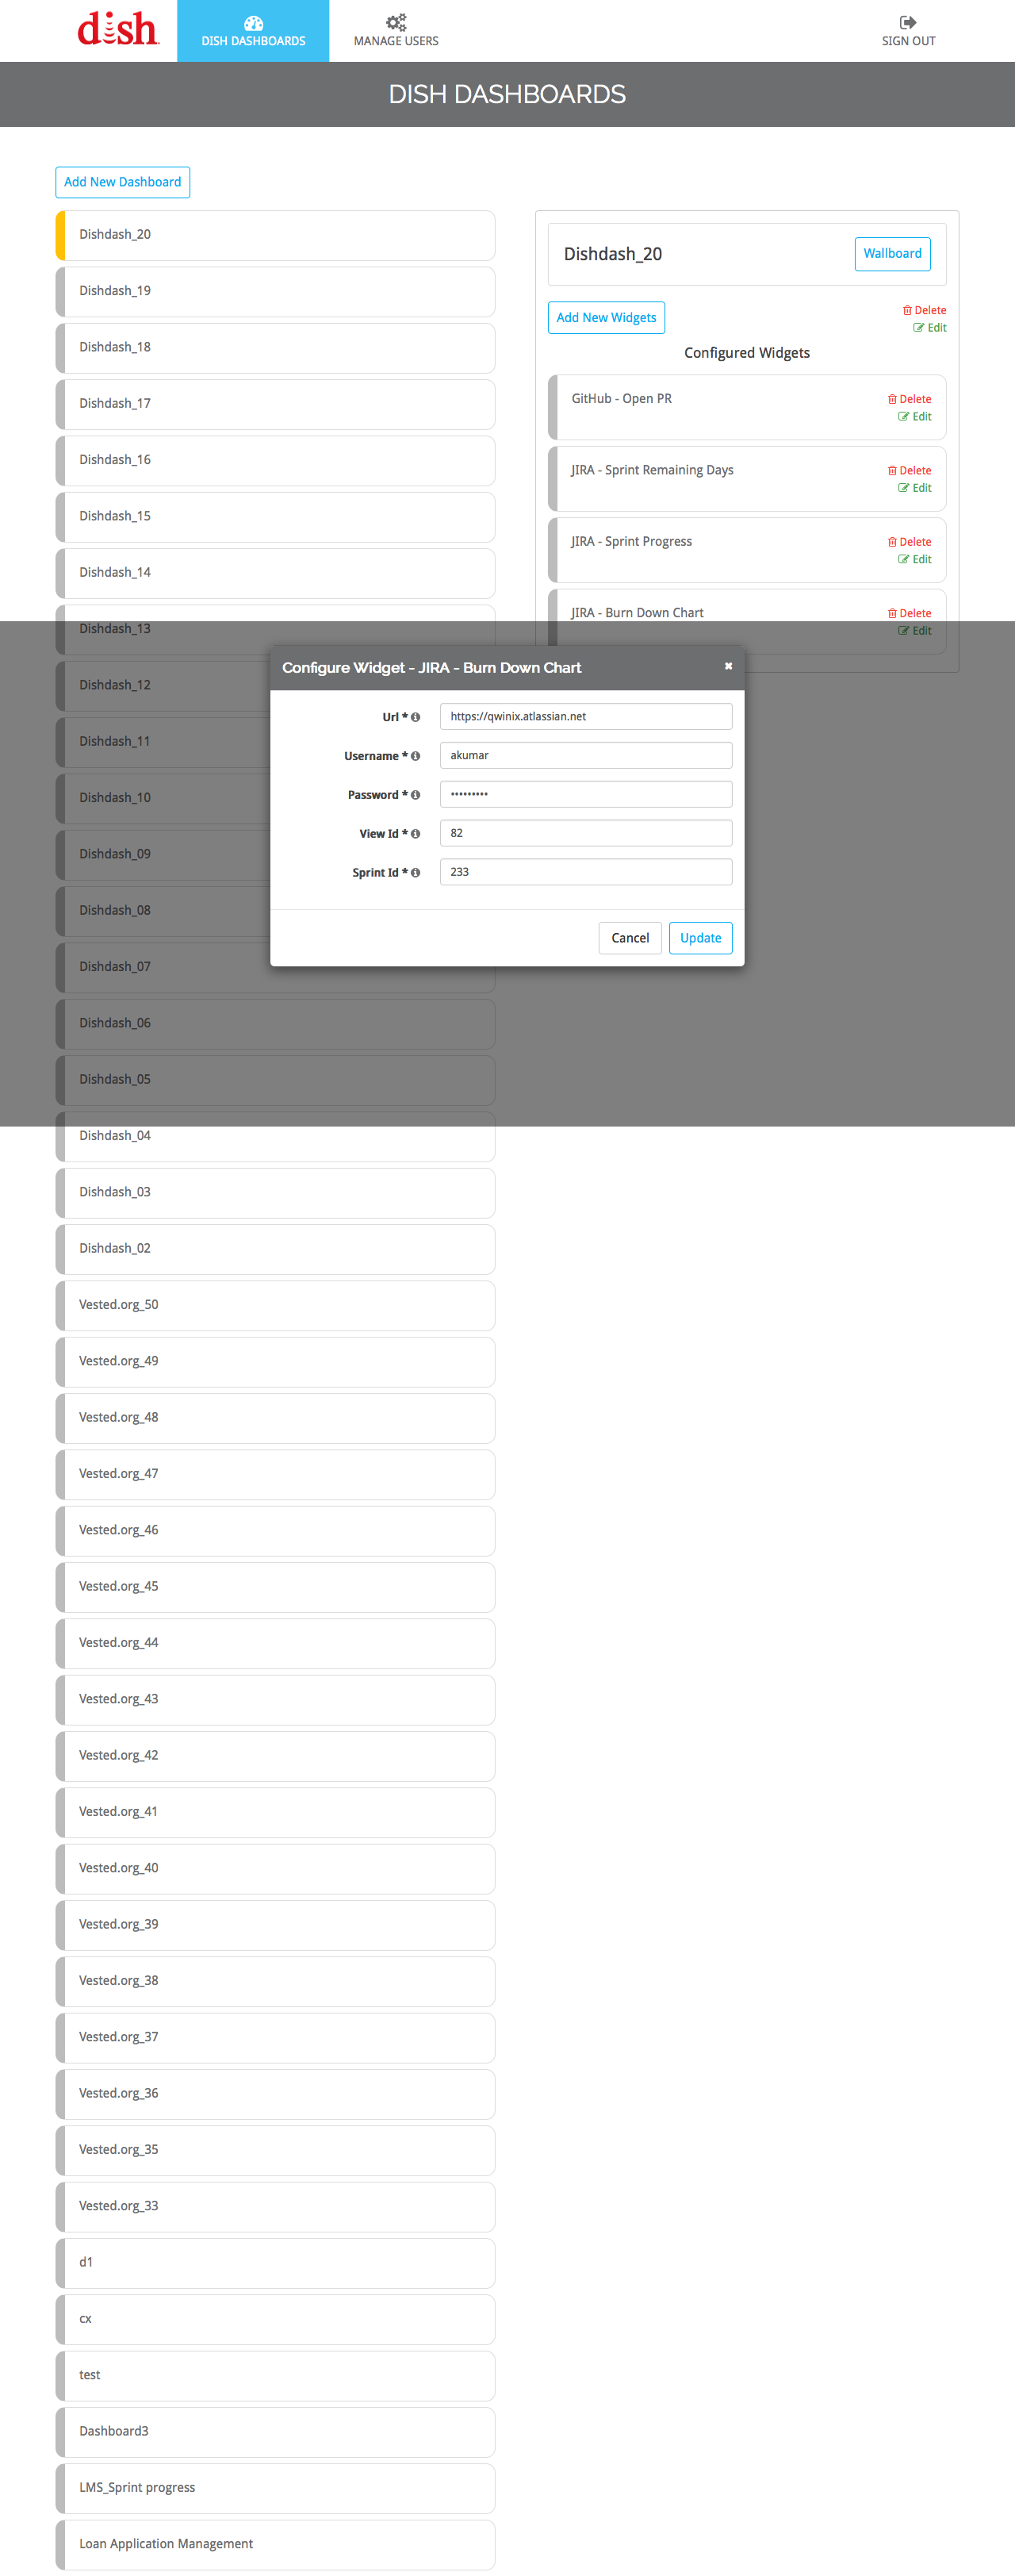 dish
DISH DASHBOARDS
MANAGE USERS
SIGN OUT
DISH DASHBOARDS
Add New Dashboard
Dishdash_20
Dishdash_19
Dishdash_18
Dishdash_17
Dishdash_16
Dishdash_15
Dishdash_14
Dishdash_13
Dishdash_12
Dishdash_11
Dishdash_10
Dishdash_09
Dishdash_08
Dishdash_07
Dishdash_06
Dishdash_05
Dishdash_04
Dishdash_03
Dishdash_02
Vested.org_50
Vested.org_49
Vested.org_48
Vested.org_47
Vested.org_46
Vested.org_45
Vested.org_44
Vested.org_43
Vested.org_42
Vested.org_41
Vested.org_40
Vested.org_39
Vested.org_38
Vested.org_37
Vested.org_36
Vested.org_35
Vested.org_33
d1
cx
test
Dashboard3
LMS_Sprint progress
Loan Application Management
Dishdash_20
Wallboard
Add New Widgets
Delete
Edit
Configured Widgets
GitHub - Open PR
Delete
Edit
JIRA - Sprint Remaining Days
Delete
Edit
JIRA - Sprint Progress
Delete
Edit
JIRA - Burn Down Chart
Delete
Edit
Configure Widget - JIRA - Burn Down Chart
Url * https://qwinix.atlassian.net
Username * akumar
Password * •••••••••
View Id * 82
Sprint Id * 233
Cancel
Update